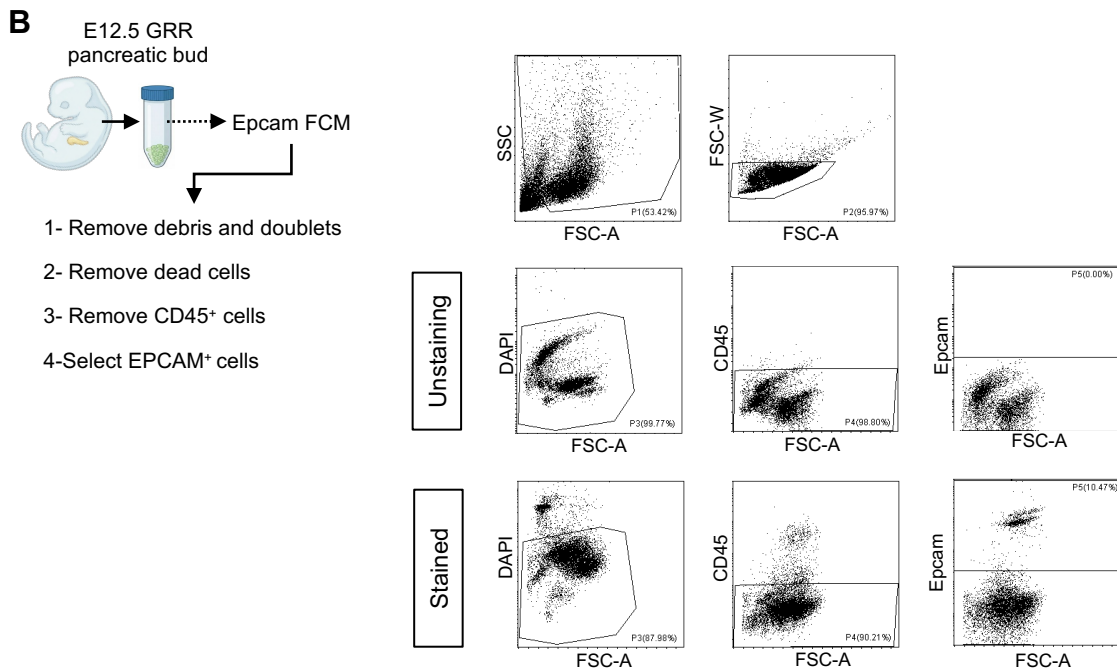 B
E12.5 GRR
pancreatic bud
Epcam FCM
1- Remove debris and doublets
2- Remove dead cells
3- Remove CD45⁺ cells
4-Select EPCAM⁺ cells
SSC
P1(53.42%)
FSC-A
FSC-W
P2(95.97%)
FSC-A
Unstaining
DAPI
P3(99.77%)
FSC-A
CD45
P4(98.80%)
FSC-A
Epcam
P5(0.00%)
FSC-A
Stained
DAPI
P3(87.98%)
FSC-A
CD45
P4(90.21%)
FSC-A
Epcam
P5(10.47%)
FSC-A